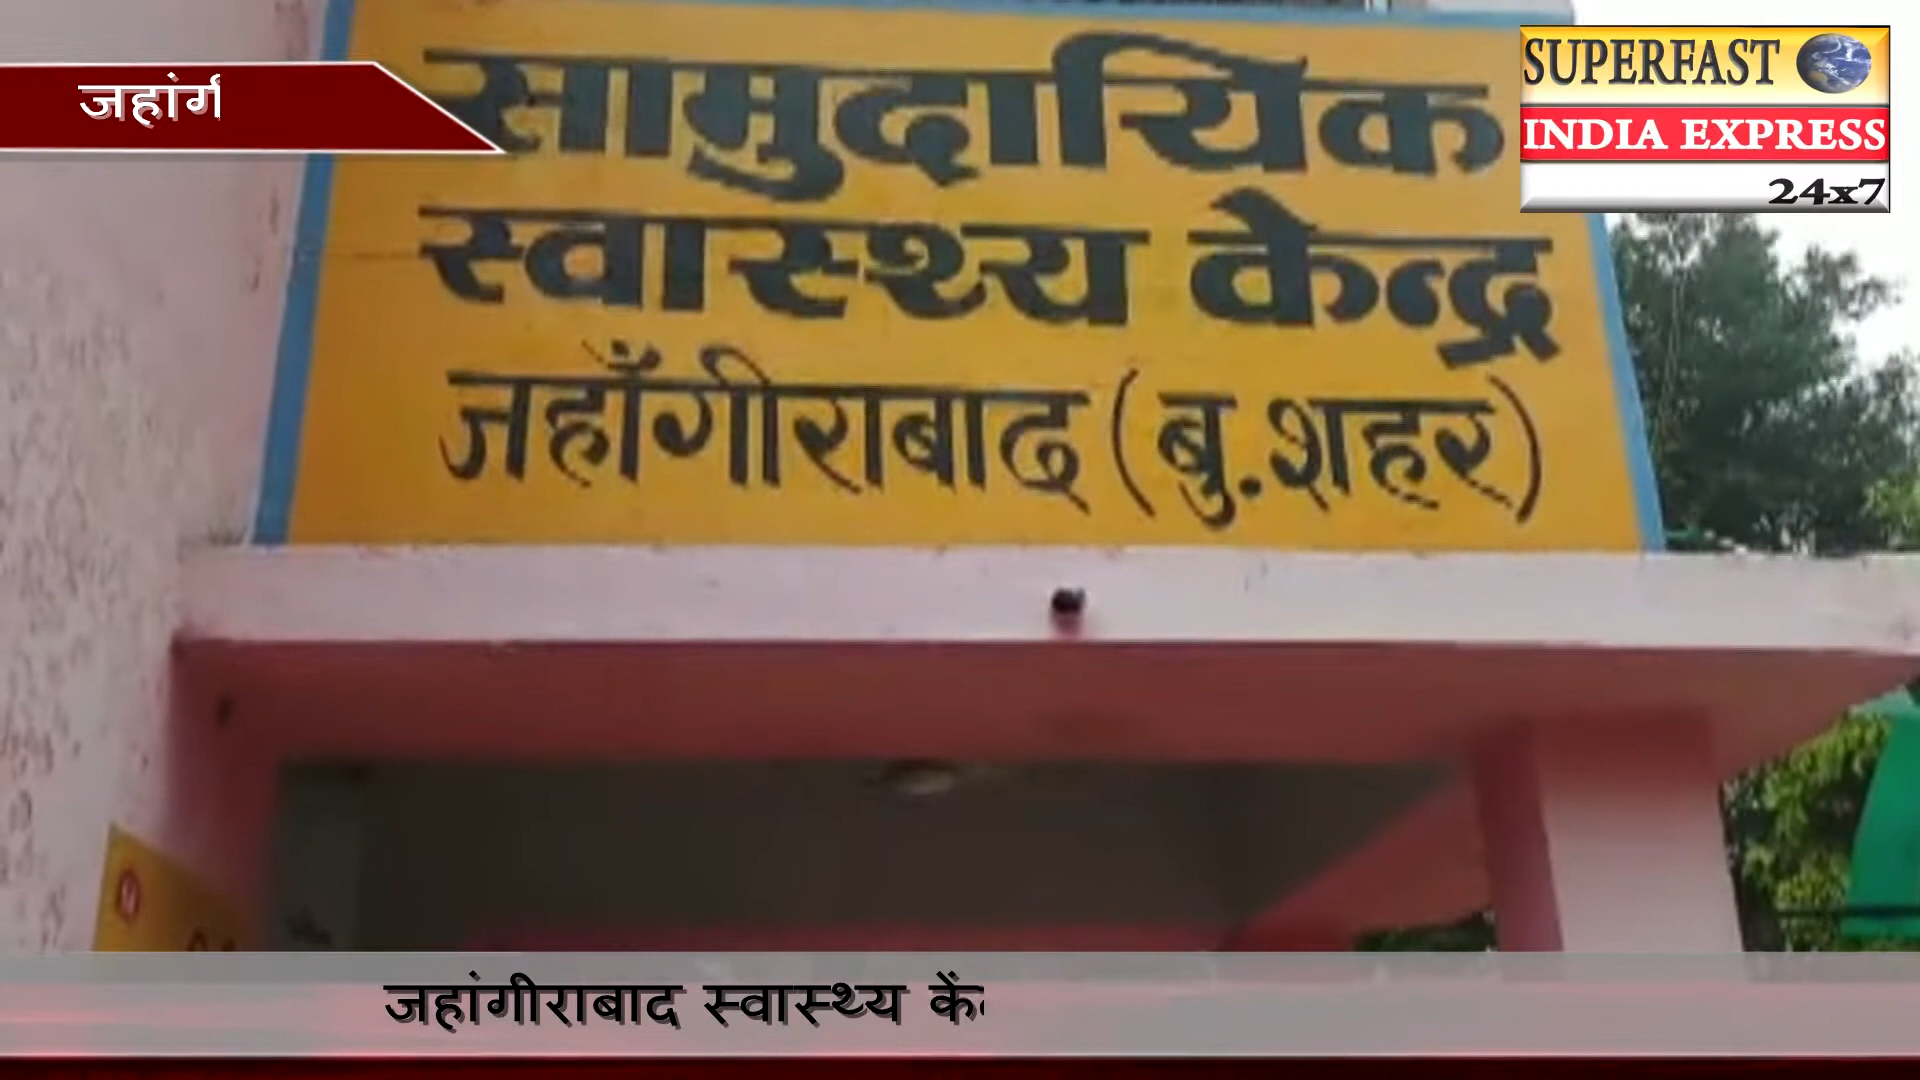 जहांगी
SUPERFAST
INDIA EXPRESS
24x7
सामुदायिक
स्वास्थ्य केन्द्र
जहाँगीराबाद (बु.शहर)
जहांगीराबाद स्वास्थ्य